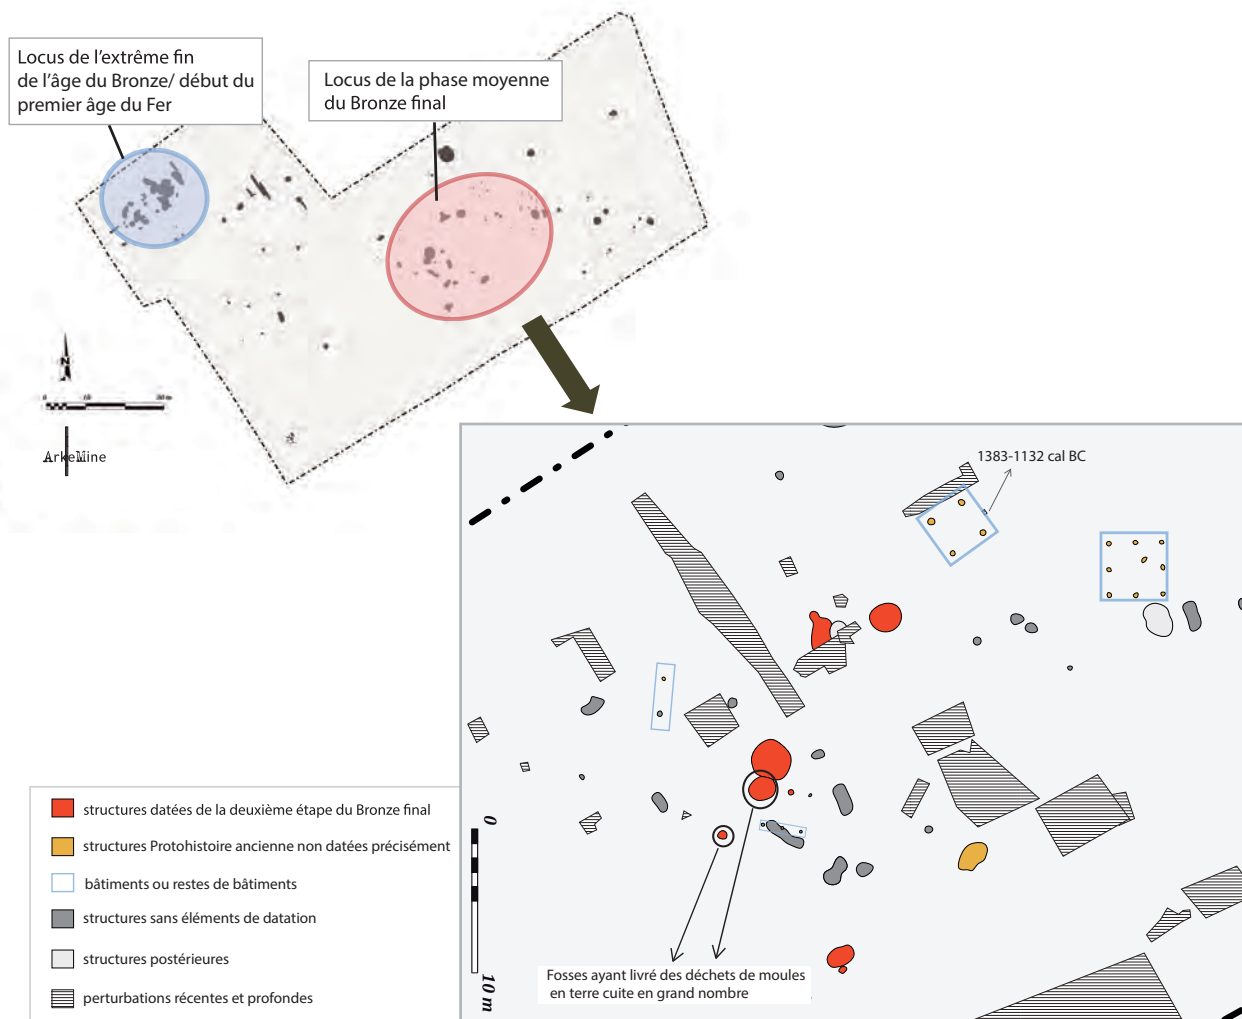 Locus de l'extrême fin
de l'âge du Bronze/ début du
premier âge du Fer
Locus de la phase moyenne
du Bronze final
N
0
10
30 m
1383-1132 cal BC
structures datées de la deuxième étape du Bronze final
structures Protohistoire ancienne non datées précisément
bâtiments ou restes de bâtiments
structures sans éléments de datation
structures postérieures
perturbations récentes et profondes
0
10 m
Fosses ayant livré des déchets de moules
en terre cuite en grand nombre